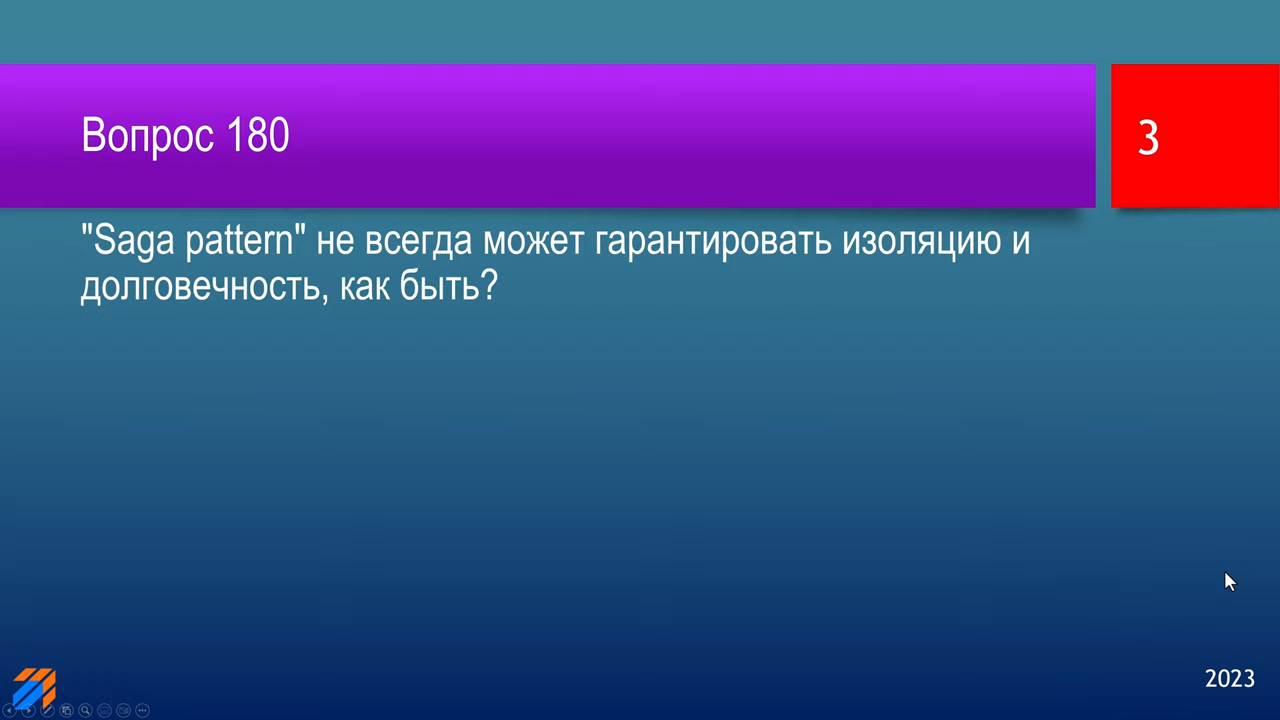 Вопрос 180
3
"Saga pattern" не всегда может гарантировать изоляцию и
долговечность, как быть?
2023